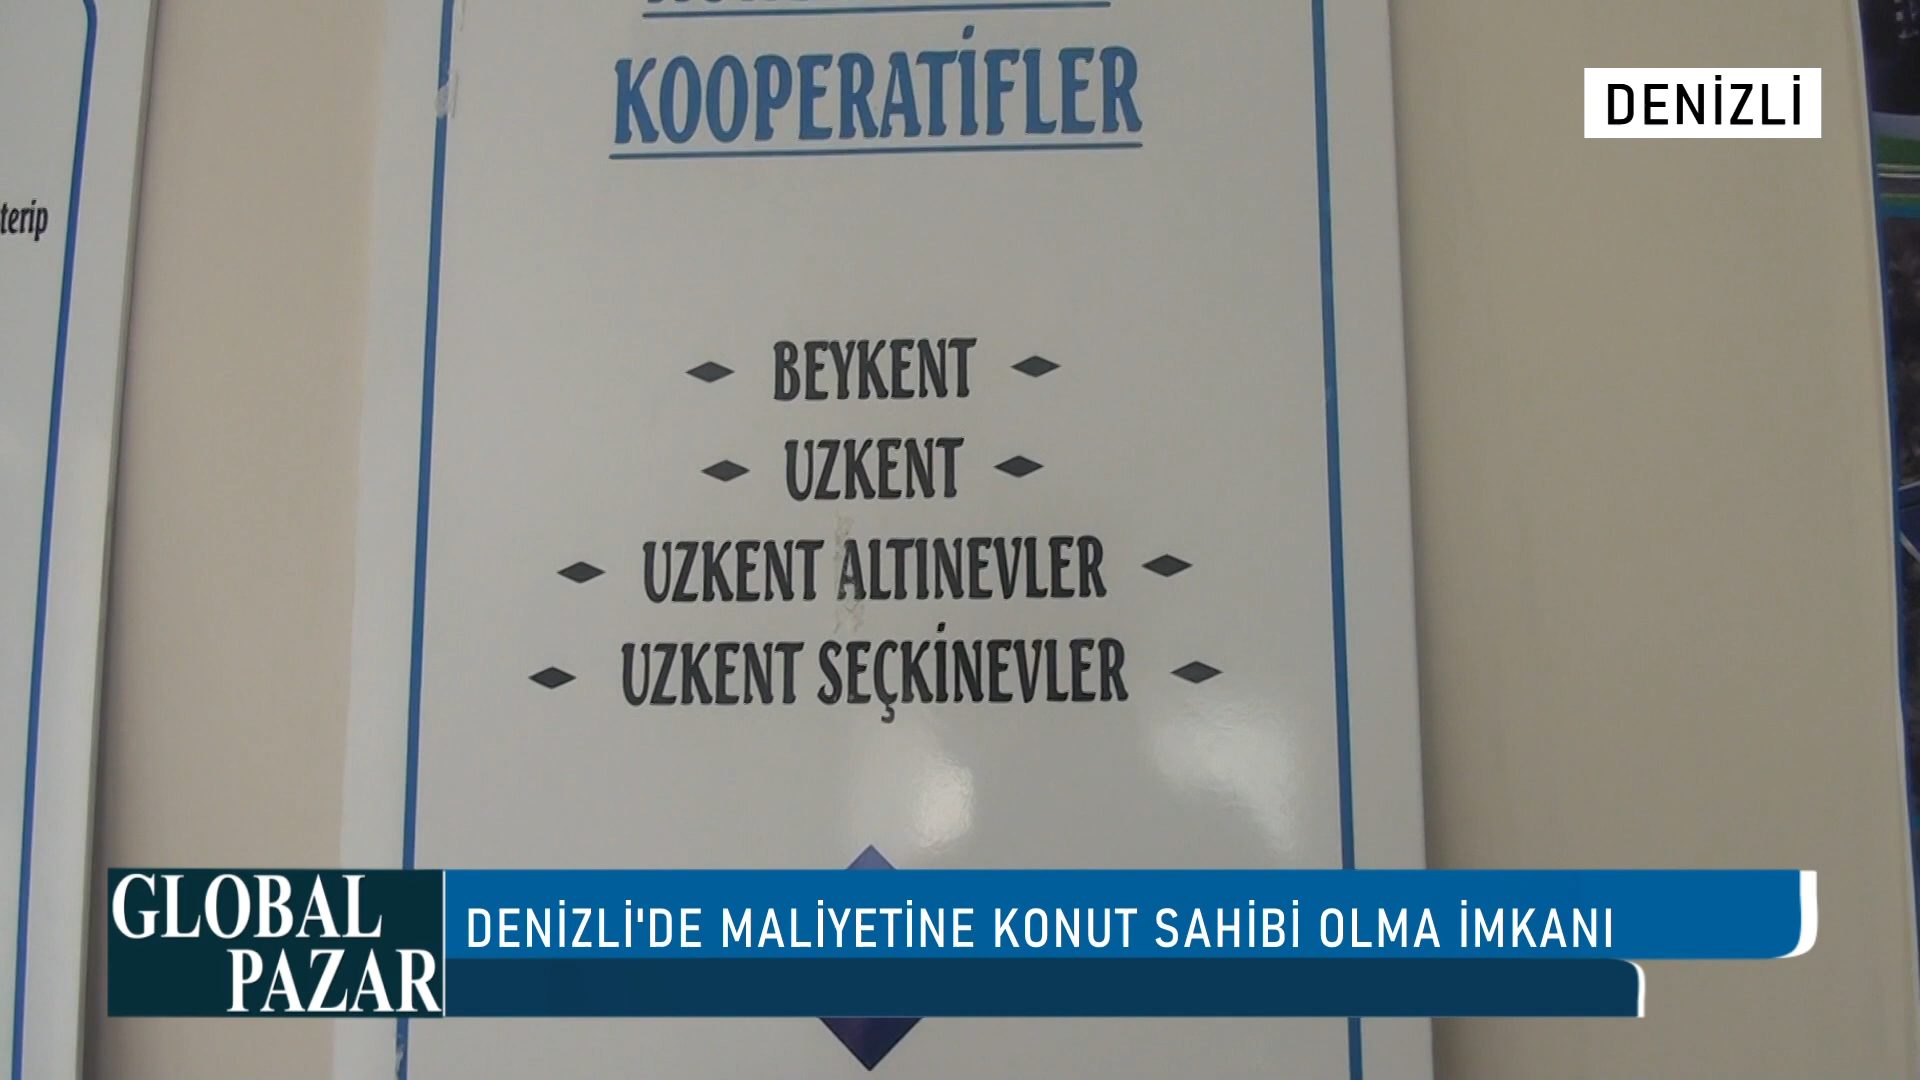 KOOPERATİFLER
DENİZLİ
terip
BEYKENT
UZKENT
UZKENT ALTINEVLER
UZKENT SEÇKİNEVLER
GLOBAL
PAZAR
DENİZLİ'DE MALİYETİNE KONUT SAHİBİ OLMA İMKANI